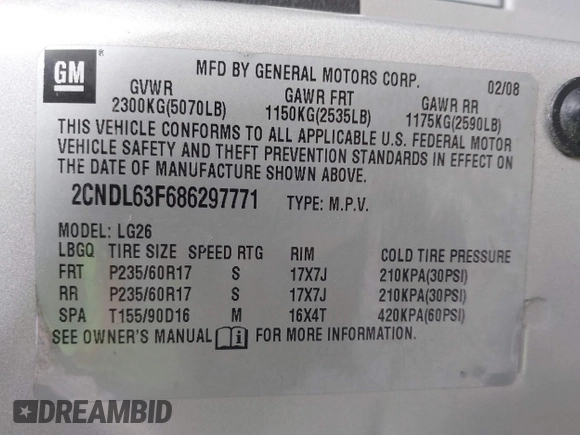 GM ®
MFD BY GENERAL MOTORS CORP. 02/08
GVWR GAWR FRT GAWR RR
2300KG(5070LB) 1150KG(2535LB) 1175KG(2590LB)
THIS VEHICLE CONFORMS TO ALL APPLICABLE U.S. FEDERAL MOTOR
VEHICLE SAFETY AND THEFT PREVENTION STANDARDS IN EFFECT ON
THE DATE OF MANUFACTURE SHOWN ABOVE.
2CNDL63F686297771 TYPE: M.P.V.
MODEL: LG26
LBGQ TIRE SIZE SPEED RTG RIM COLD TIRE PRESSURE
FRT P235/60R17 S 17X7J 210KPA(30PSI)
RR P235/60R17 S 17X7J 210KPA(30PSI)
SPA T155/90D16 M 16X4T 420KPA(60PSI)
SEE OWNER'S MANUAL i FOR MORE INFORMATION.
DREAMBID